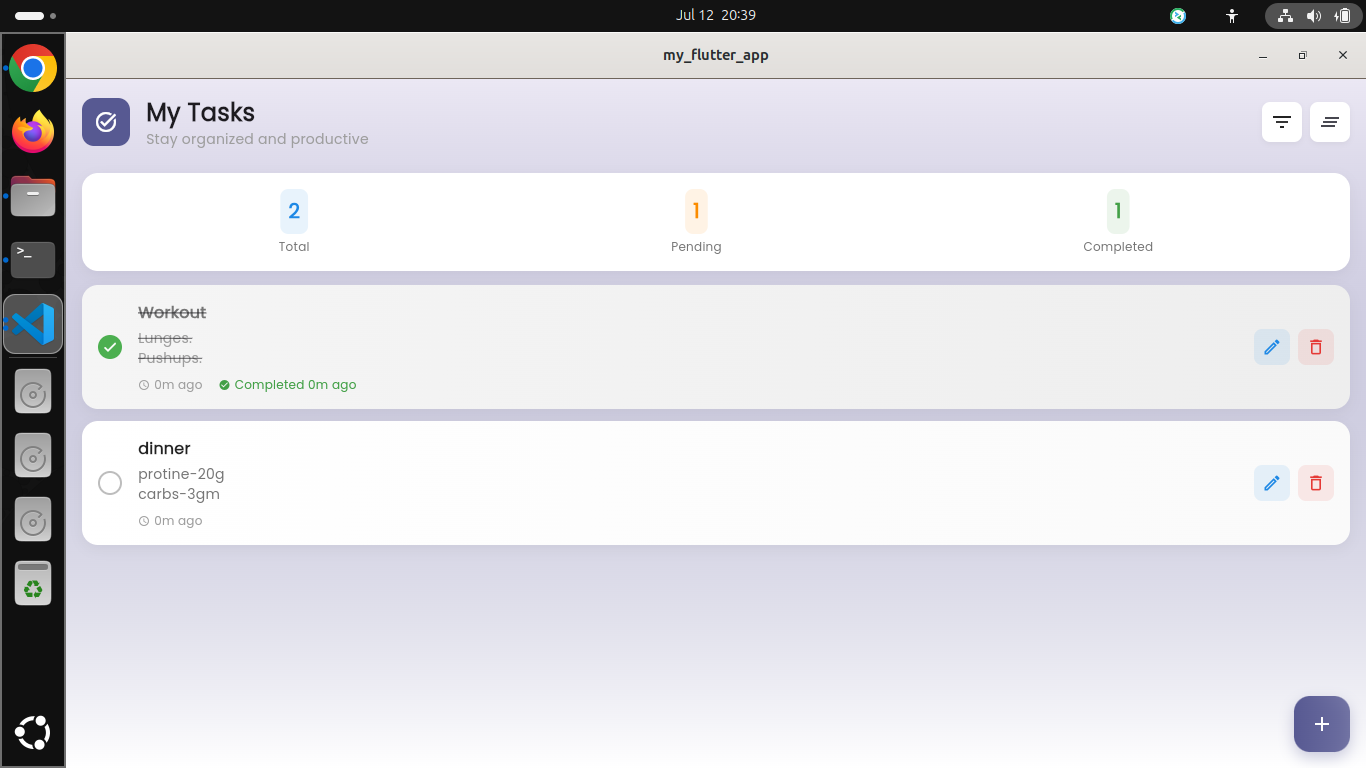 Jul 12 20:39
my_flutter_app
My Tasks
Stay organized and productive
2
Total
1
Pending
1
Completed
Workout
Lunges.
Pushups.
0m ago Completed 0m ago
dinner
protine-20g
carbs-3gm
0m ago